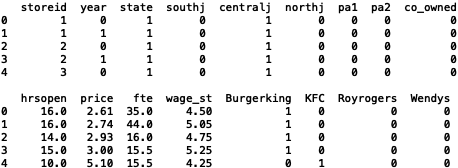 storeid year state southj centralj northj pa1 pa2 co_owned
0 1 0 1 0 1 0 0 0 0
1 1 1 1 0 1 0 0 0 0
2 2 0 1 0 1 0 0 0 0
3 2 1 1 0 1 0 0 0 0
4 3 0 1 0 1 0 0 0 0
hrsopen price fte wage_st Burgerking KFC Royrogers Wendys
0 16.0 2.61 35.0 4.50 1 0 0 0
1 16.0 2.74 44.0 5.05 1 0 0 0
2 14.0 2.93 16.0 4.75 1 0 0 0
3 15.0 3.00 15.5 5.25 1 0 0 0
4 10.0 5.10 15.5 4.25 0 1 0 0